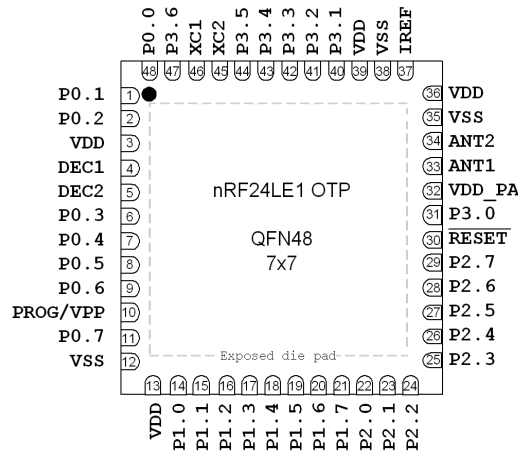 P0.0 P3.6 XC1 XC2 P3.5 P3.4 P3.3 P3.2 P3.1 VDD VSS IREF
48 47 46 45 44 43 42 41 40 39 38 37
P0.1 1 36 VDD
P0.2 2 35 VSS
VDD 3 34 ANT2
DEC1 4 33 ANT1
DEC2 5 32 VDD_PA
P0.3 6 31 P3.0
P0.4 7 30 RESET
P0.5 8 29 P2.7
P0.6 9 28 P2.6
PROG/VPP 10 27 P2.5
P0.7 11 26 P2.4
VSS 12 25 P2.3
nRF24LE1 OTP
QFN48
7x7
Exposed die pad
13 14 15 16 17 18 19 20 21 22 23 24
VDD P1.0 P1.1 P1.2 P1.3 P1.4 P1.5 P1.6 P1.7 P2.0 P2.1 P2.2